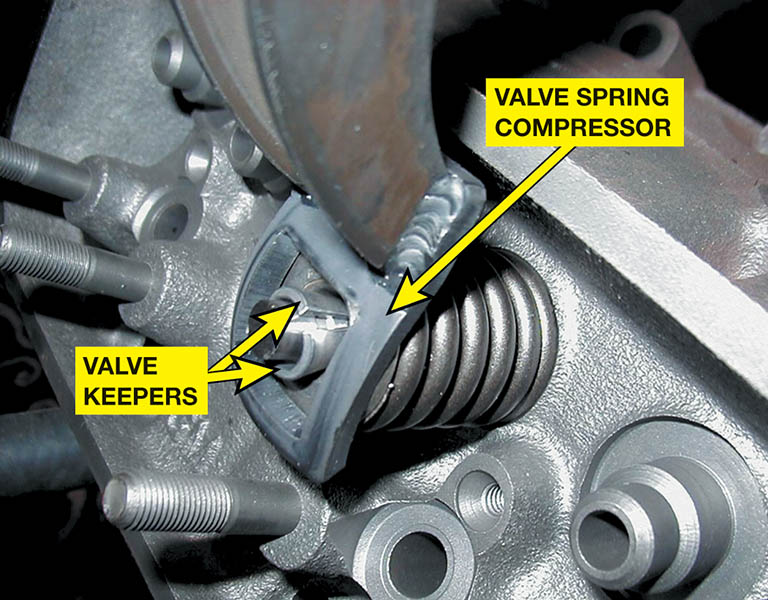 VALVE SPRING
COMPRESSOR
VALVE
KEEPERS